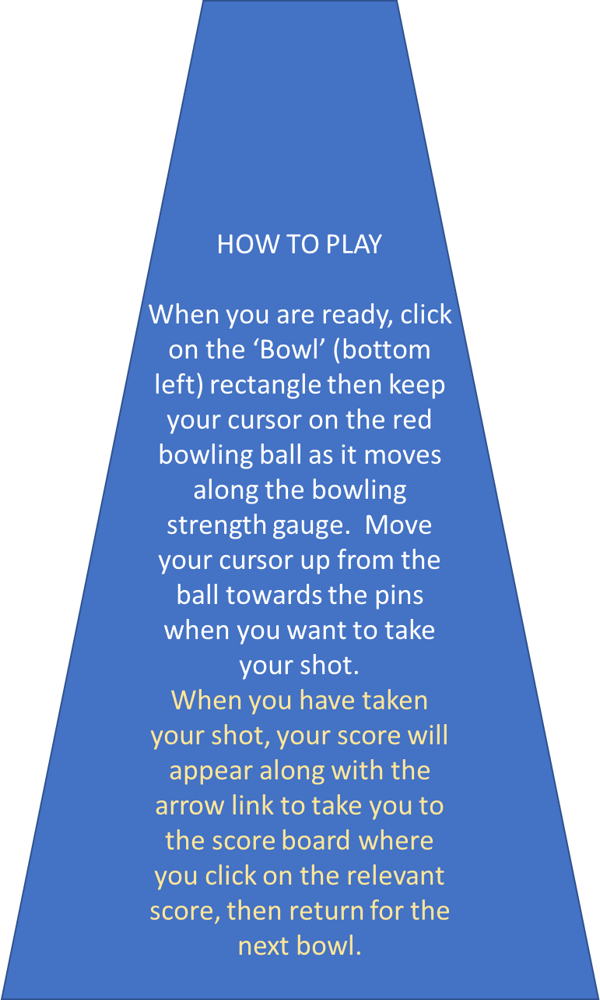 HOW TO PLAY
When you are ready, click
on the ‘Bowl’ (bottom
left) rectangle then keep
your cursor on the red
bowling ball as it moves
along the bowling
strength gauge.  Move
your cursor up from the
ball towards the pins
when you want to take
your shot.
When you have taken
your shot, your score will
appear along with the
arrow link to take you to
the score board where
you click on the relevant
score, then return for the
next bowl.